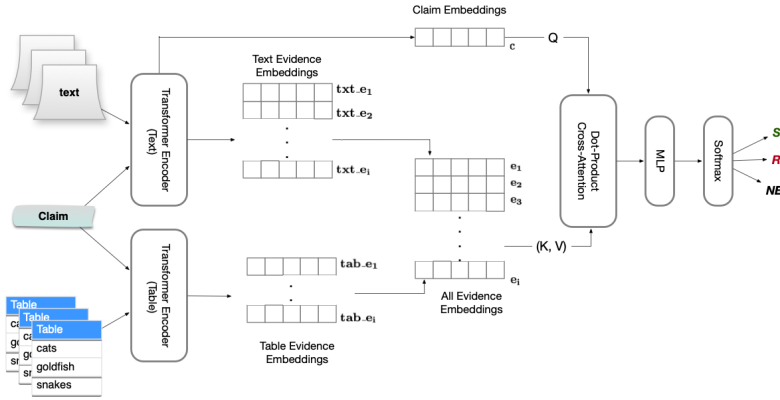 Claim Embeddings
c
Q
text
Transformer Encoder
(Text)
Text Evidence
Embeddings
txt_e1
txt_e2
txt_ei
Dot-Product
Cross-Attention
MLP
Softmax
S
R
e1
e2
e3
ei
Claim
(K, V)
Transformer Encoder
(Table)
tab_e1
tab_ei
Table Evidence
Embeddings
All Evidence
Embeddings
Table
Table
Table
cats
goldfish
snakes